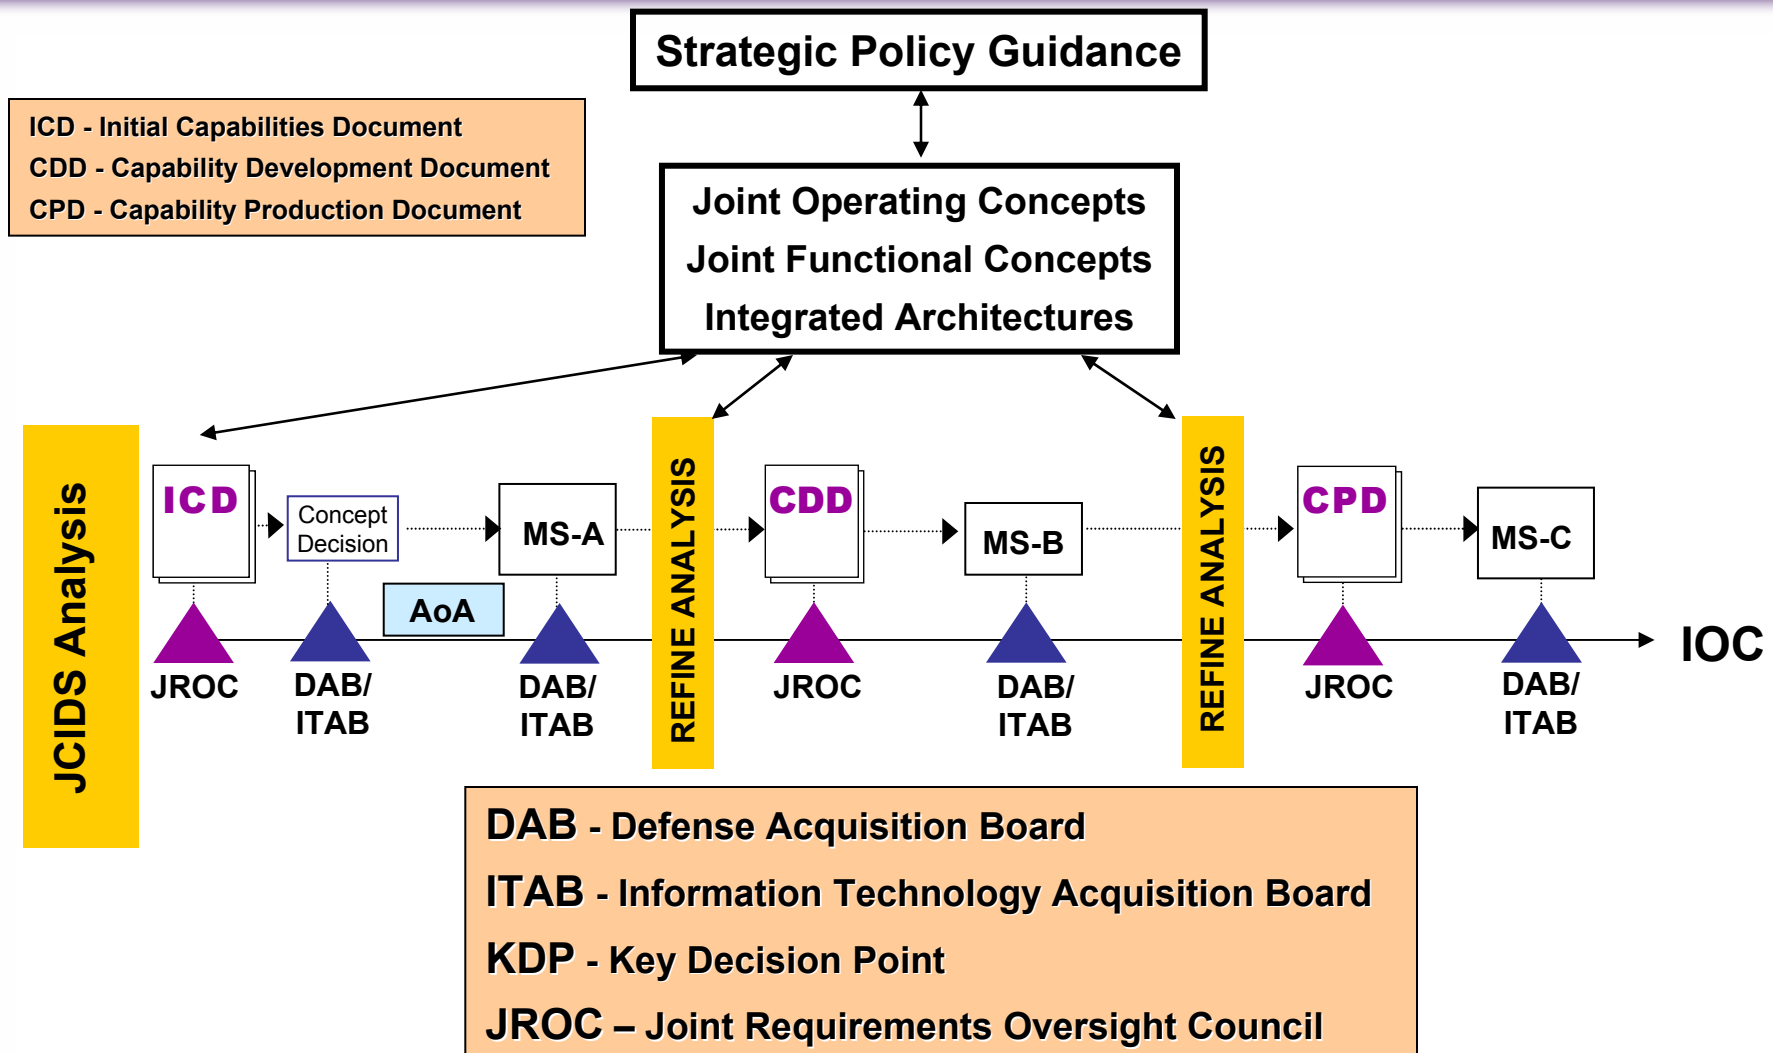 Strategic Policy Guidance
ICD - Initial Capabilities Document
CDD - Capability Development Document
CPD - Capability Production Document
Joint Operating Concepts
Joint Functional Concepts
Integrated Architectures
JCIDS Analysis
ICD
Concept
Decision
MS-A
REFINE ANALYSIS
CDD
MS-B
REFINE ANALYSIS
CPD
MS-C
AoA
IOC
JROC
DAB/
ITAB
DAB/
ITAB
JROC
DAB/
ITAB
JROC
DAB/
ITAB
DAB - Defense Acquisition Board
ITAB - Information Technology Acquisition Board
KDP - Key Decision Point
JROC – Joint Requirements Oversight Council